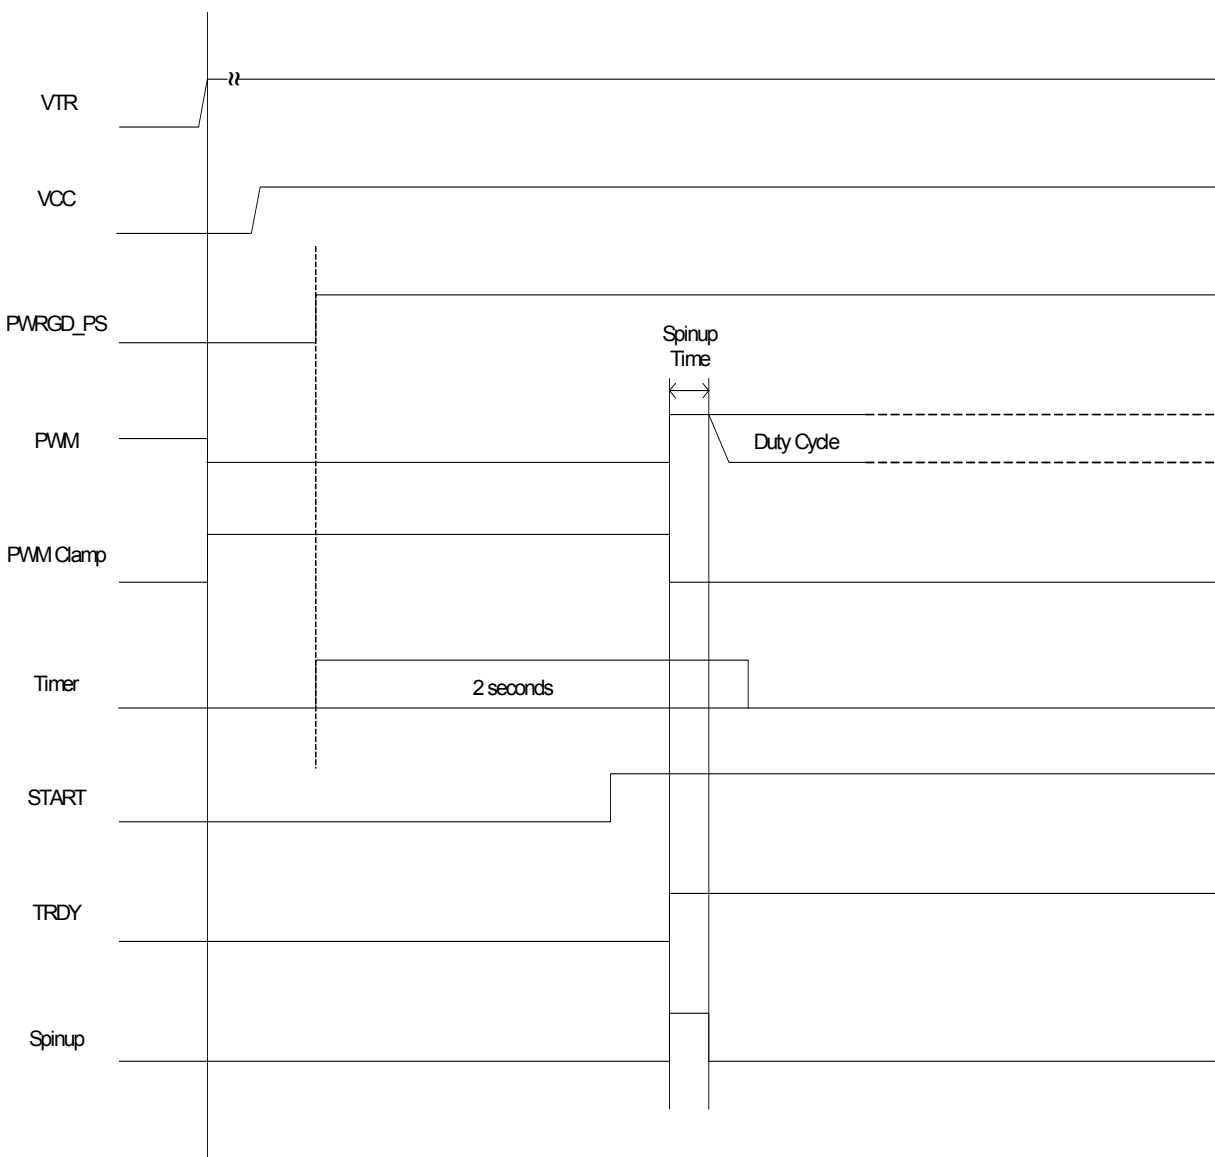 VTR
VCC
PWRGD_PS
Spinup
Time
PWM
Duty Cycle
PWM Clamp
Timer
2 seconds
START
TRDY
Spinup